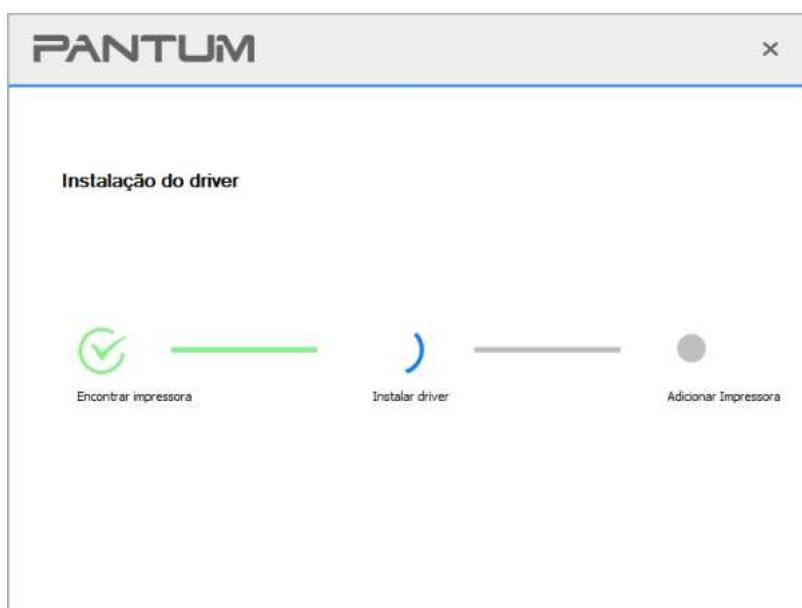 PANTUM
Instalação do driver
Encontrar impressora
Instalar driver
Adicionar Impressora